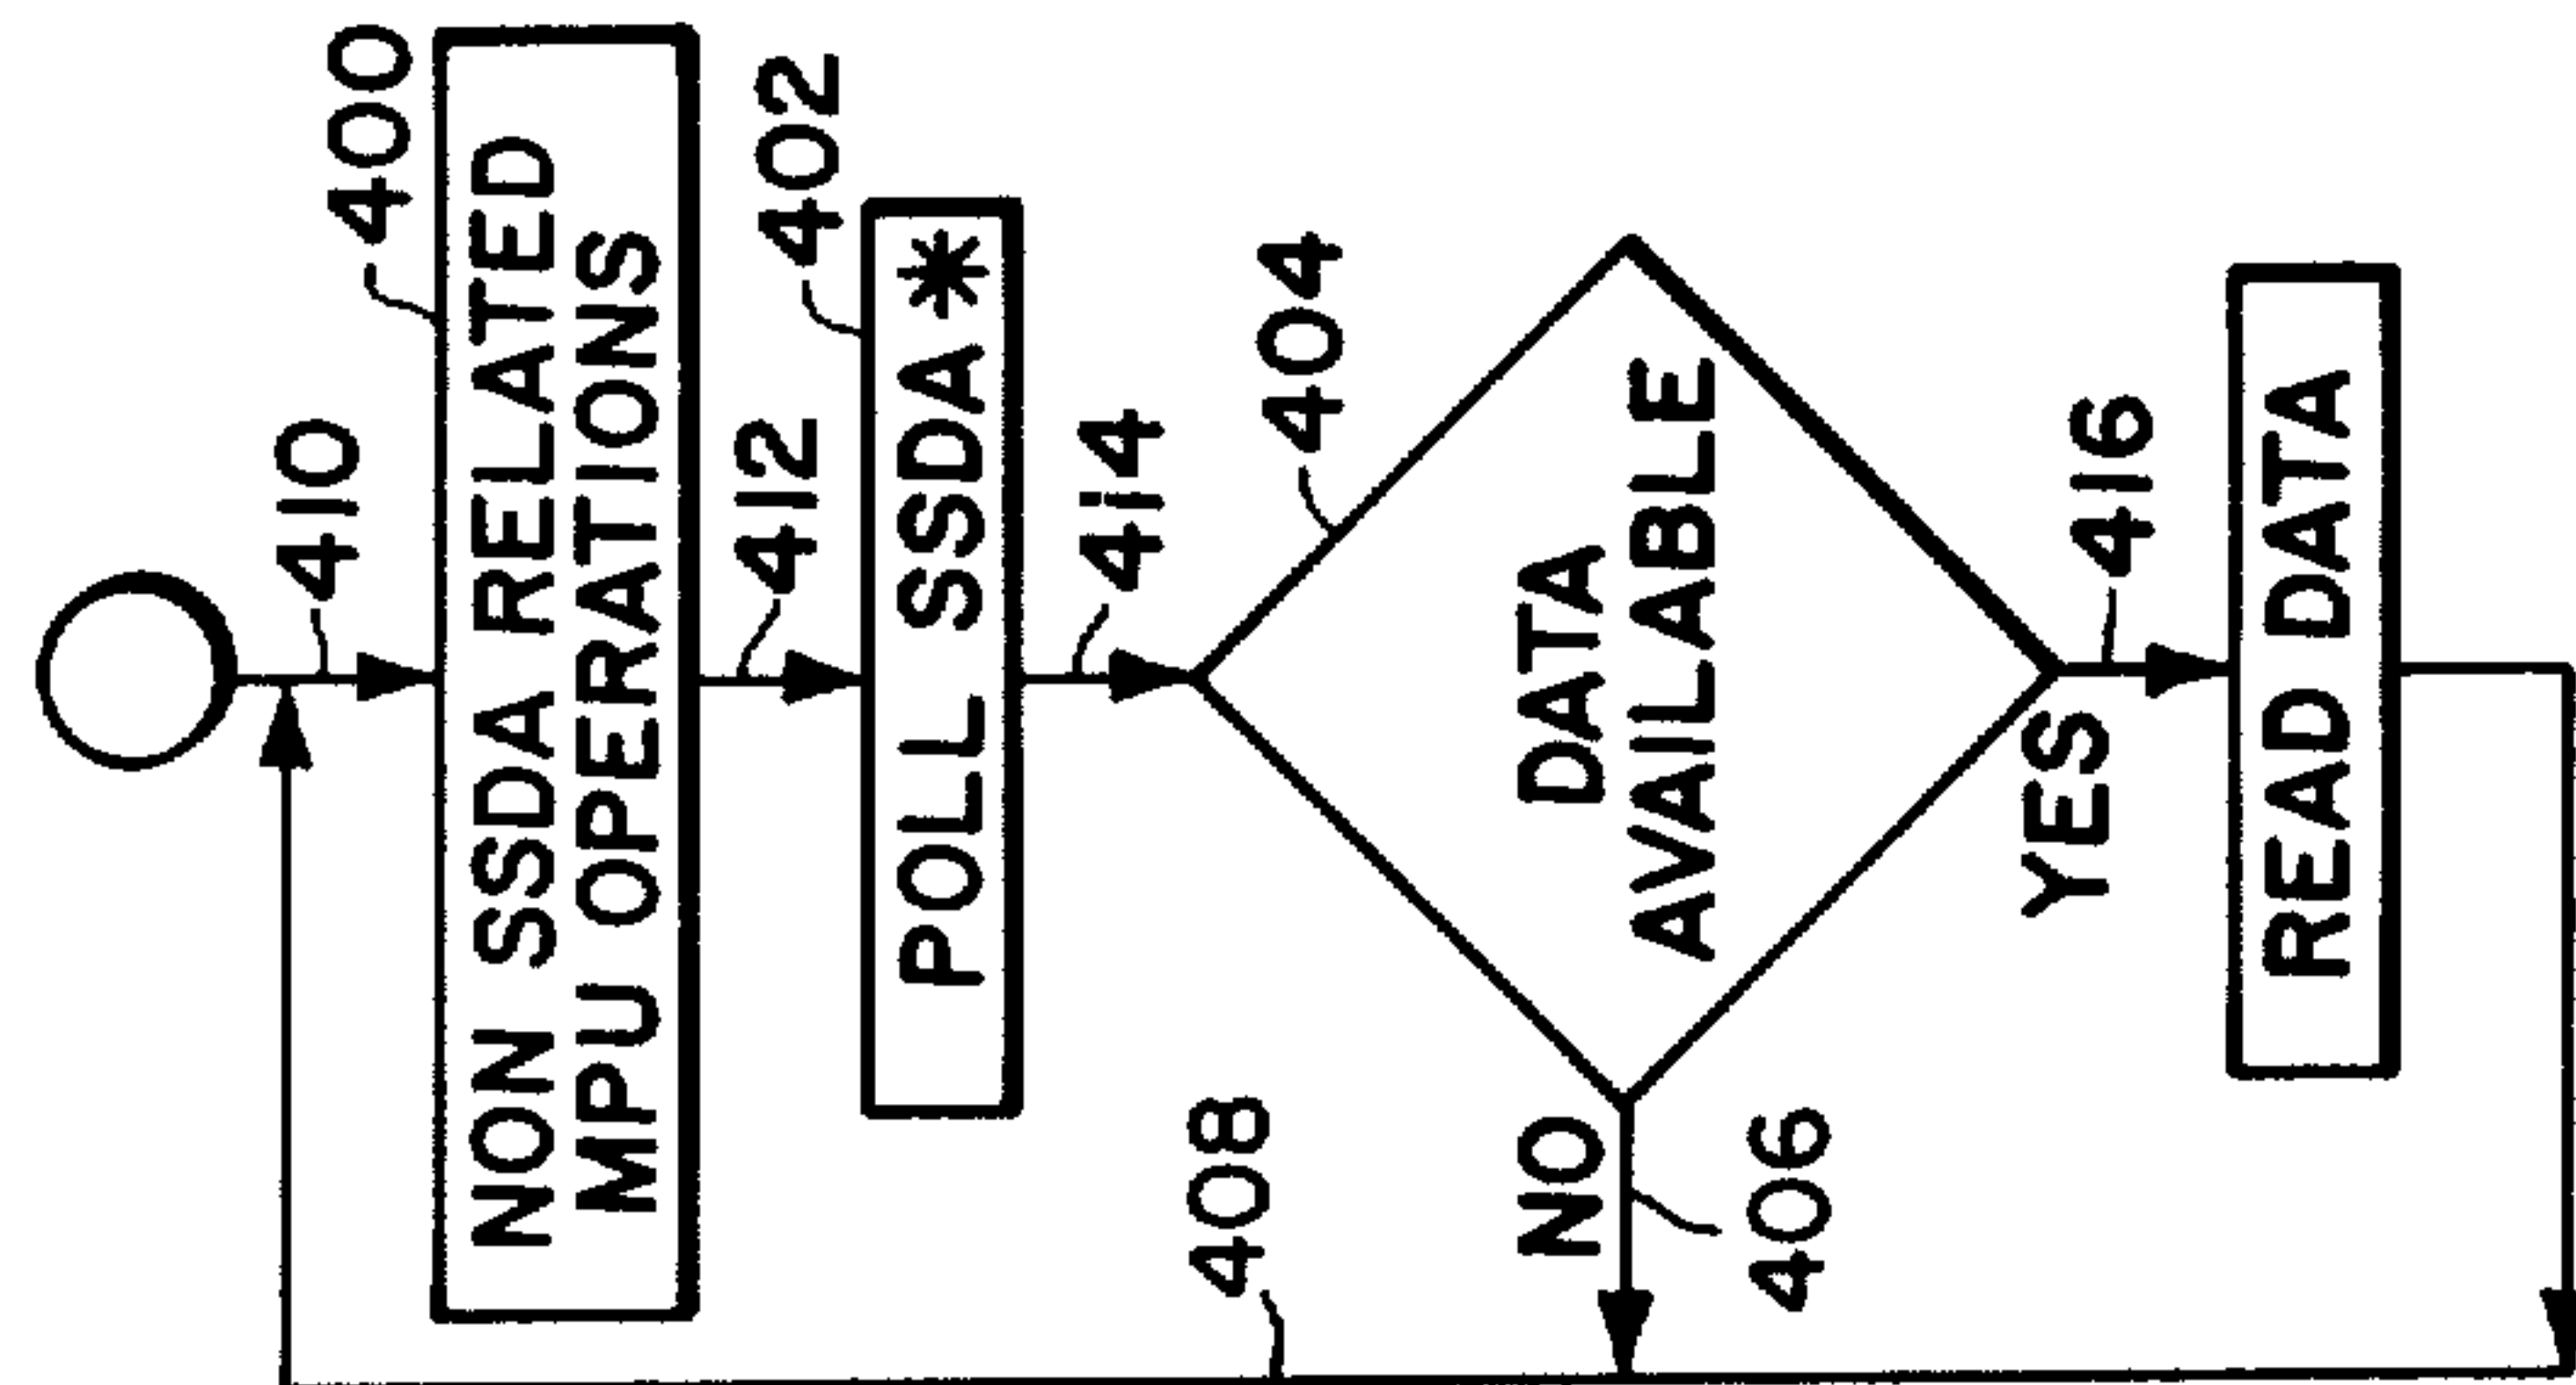 410
400
NON SSDA RELATED
MPU OPERATIONS
412
402
POLL SSDA *
414
408
404
DATA
AVAILABLE
NO
406
YES
416
READ DATA